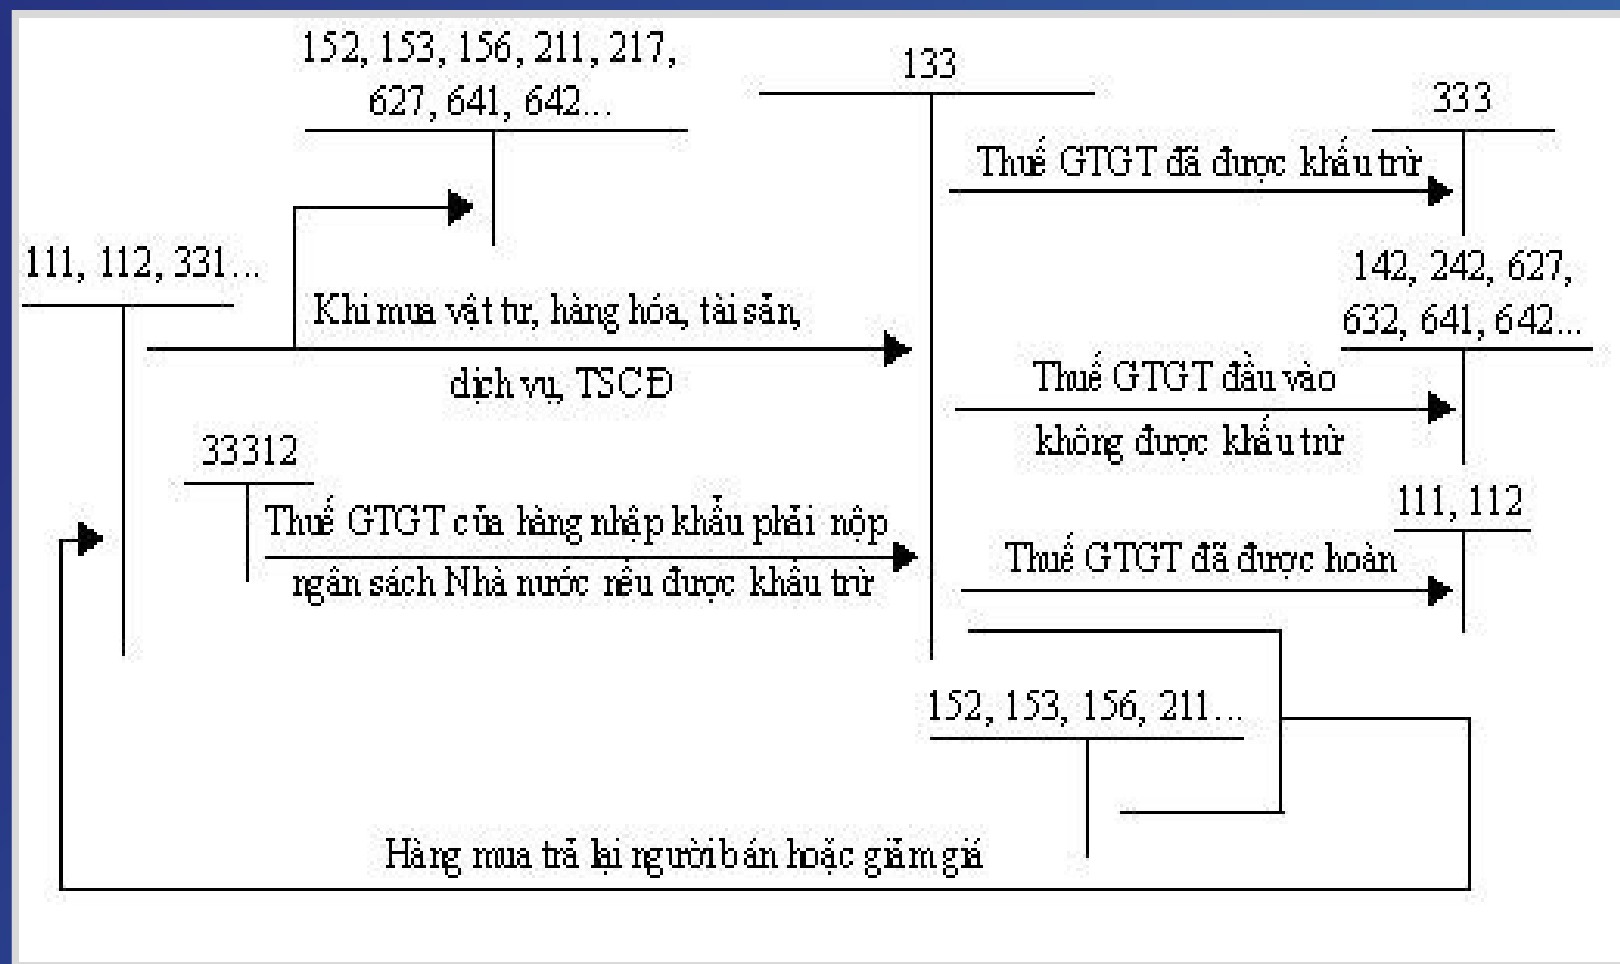 152, 153, 156, 211, 217,
627, 641, 642...
133
333
Thuế GTGT đã được khấu trừ
111, 112, 331...
142, 242, 627,
632, 641, 642...
Khi mua vật tư, hàng hóa, tài sản,
dịch vụ, TSCĐ
Thuế GTGT đầu vào
không được khấu trừ
33312
Thuế GTGT của hàng nhập khẩu phải nộp
ngân sách Nhà nước nếu được khấu trừ
111, 112
Thuế GTGT đã được hoàn
152, 153, 156, 211...
Hàng mua trả lại người bán hoặc giảm giá